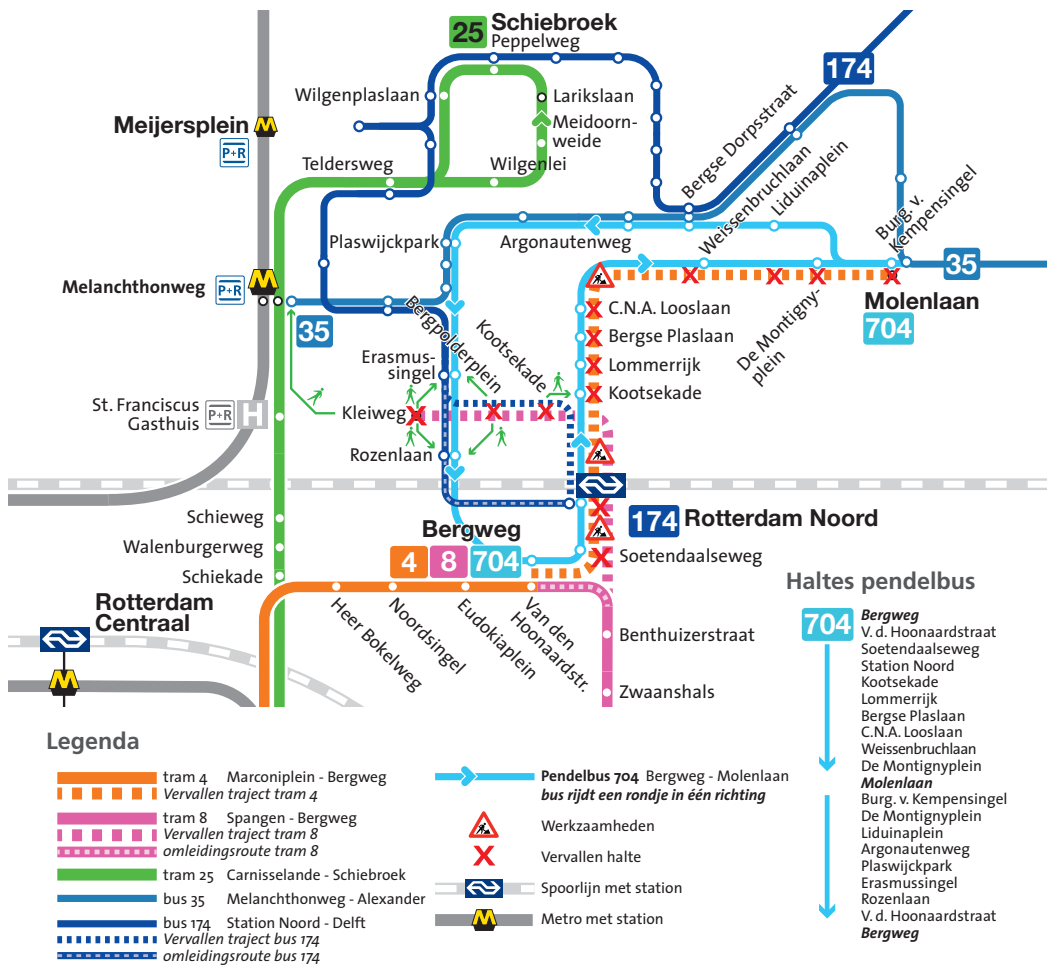 25
Schiebroek
Peppelweg
174
Wilgenplaslaan
Larikslaan
Meidoorn-
weide
Bergse Dorpsstraat
Meijersplein
M
P+R
Teldersweg
Wilgenlei
Weissenbruchlaan
Liduinaplein
Burg. v.
Kempensingel
Plaswijckpark
Argonautenweg
35
Melanchthonweg
P+R
M
35
Bergpolderplein
Kootsekade
C.N.A. Looslaan
Bergse Plaslaan
Lommerrijk
Kootsekade
De Montigny-
plein
Molenlaan
704
Erasmus-
singel
Kleiweg
St. Franciscus
Gasthuis
P+R
H
Rozenlaan
Schieweg
Walenburgerweg
Schiekade
Bergweg
4
8
704
174
Rotterdam Noord
Soetendaalseweg
Rotterdam
Centraal
M
Heer Bokelweg
Noordsingel
Eudokiaplein
Van den
Hoonaardstr.
Benthuizerstraat
Zwaanshals
Haltes pendelbus
704
Bergweg
V. d. Hoonaardstraat
Soetendaalseweg
Station Noord
Kootsekade
Lommerrijk
Bergse Plaslaan
C.N.A. Looslaan
Weissenbruchlaan
De Montignyplein
Molenlaan
Burg. v. Kempensingel
De Montignyplein
Liduinaplein
Argonautenweg
Plaswijckpark
Erasmussingel
Rozenlaan
V. d. Hoonaardstraat
Bergweg
Legenda
tram 4 Marconiplein - Bergweg
Vervallen traject tram 4
tram 8 Spangen - Bergweg
Vervallen traject tram 8
omleidingsroute tram 8
tram 25 Carnisselande - Schiebroek
bus 35 Melanchthonweg - Alexander
bus 174 Station Noord - Delft
Vervallen traject bus 174
omleidingsroute bus 174
Pendelbus 704 Bergweg - Molenlaan
bus rijdt een rondje in één richting
Werkzaamheden
Vervallen halte
Spoorlijn met station
M
Metro met station